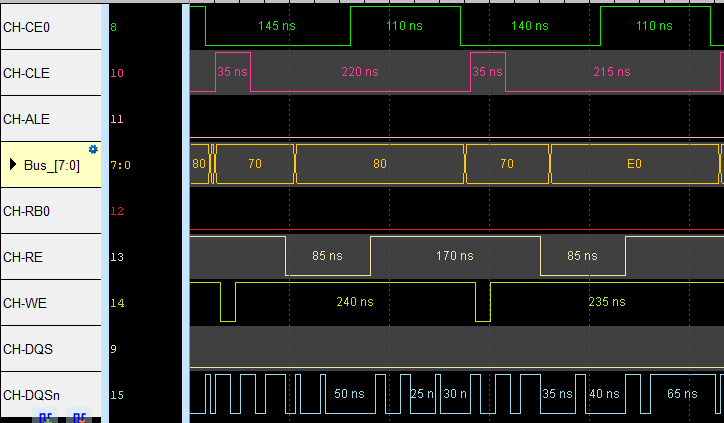 CH-CE0 8 145 ns 110 ns 140 ns 110 ns
CH-CLE 10 35 ns 220 ns 35 ns 215 ns
CH-ALE 11
Bus_[7:0] 7:0 80 70 80 70 E0
CH-RB0 12
CH-RE 13 85 ns 170 ns 85 ns
CH-WE 14 240 ns 235 ns
CH-DQS 9
CH-DQSn 15 50 ns 25 n 30 n 35 ns 40 ns 65 ns